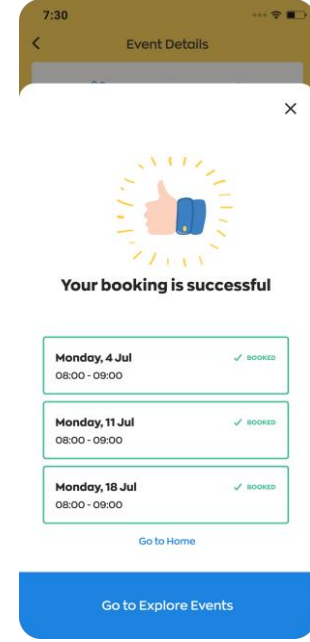 7:30
Event Details
Your booking is successful
Monday, 4 Jul
✓ BOOKED
08:00 - 09:00
Monday, 11 Jul
✓ BOOKED
08:00 - 09:00
Monday, 18 Jul
✓ BOOKED
08:00 - 09:00
Go to Home
Go to Explore Events